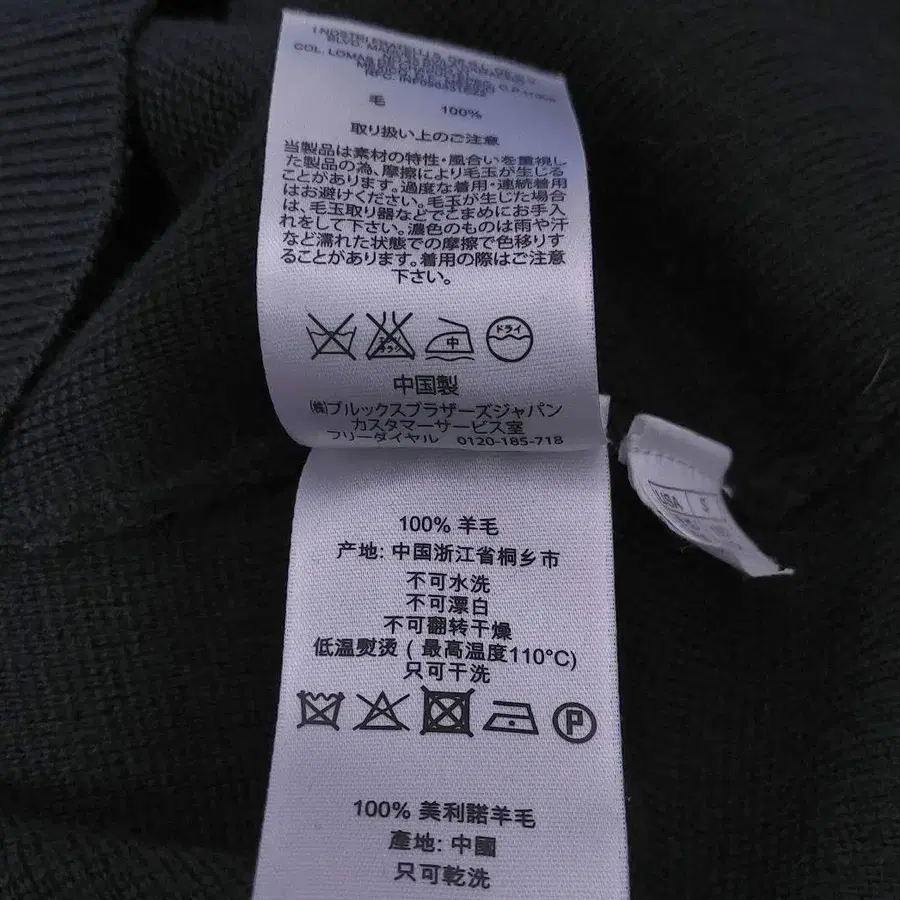 COL. LOMAS
毛 100%
取り扱い上のご注意
当製品は素材の特性・風合いを重視し
た製品の為、摩擦により毛玉が生じる
ことがあります。過度な着用・連続着用
はお避けください。毛玉が生じた場合
は、毛玉取り器などでこまめにお手入
れをして下さい。濃色のものは雨や汗
など濡れた状態での摩擦で色移りす
ることがあります。着用の際はご注意
下さい。
中 ドライ
中国製
㈱ブルックスブラザーズジャパン
カスタマーサービス室
フリーダイヤル 0120-185-718
USA S
100% 羊毛
产地: 中国浙江省桐乡市
不可水洗
不可漂白
不可翻转干燥
低温熨烫 ( 最高温度110°C)
只可干洗
P
100% 美利諾羊毛
產地: 中國
只可乾洗